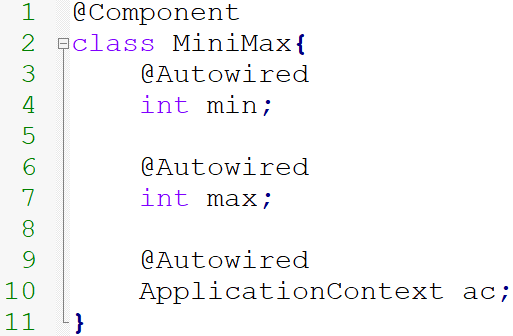 1 @Component
2 class MiniMax{
3 @Autowired
4 int min;
5
6 @Autowired
7 int max;
8
9 @Autowired
10 ApplicationContext ac;
11 }